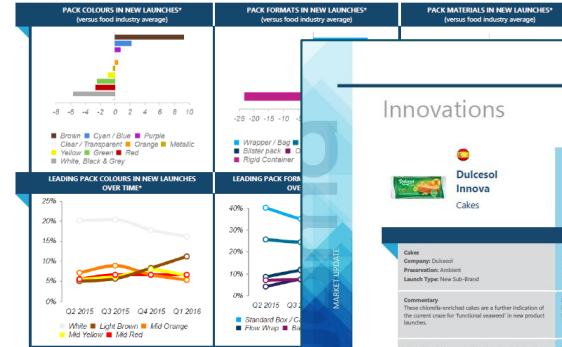 PACK COLOURS IN NEW LAUNCHES*
(versus food industry average)
-8 -6 -4 -2 0 2 4 6 8 10
Brown Cyan / Blue Purple
Clear / Transparent Orange Metallic
Yellow Green Red
White, Black & Grey
PACK FORMATS IN NEW LAUNCHES*
(versus food industry average)
-25 -20 -15 -10 -5
Wrapper / Bag
Blister pack
Rigid Container
PACK MATERIALS IN NEW LAUNCHES*
(versus food industry average)
LEADING PACK COLOURS IN NEW LAUNCHES
OVER TIME*
25%
20%
15%
10%
5%
0%
Q2 2015 Q3 2015 Q4 2015 Q1 2016
White Light Brown Mid Orange
Mid Yellow Mid Red
LEADING PACK
40%
30%
20%
10%
0%
Q2 2015
Standard Box
Flow Wrap
MARKET UPDATE
Innovations
Dulcesol
Dulcesol
Innova
Cakes
Cakes
Company: Dulcesol
Preservation: Ambient
Launch Type: New Sub-Brand
Commentary
These chlorella-enriched cakes are a further indication of
the current craze for 'functional seaweed' in new product
launches.